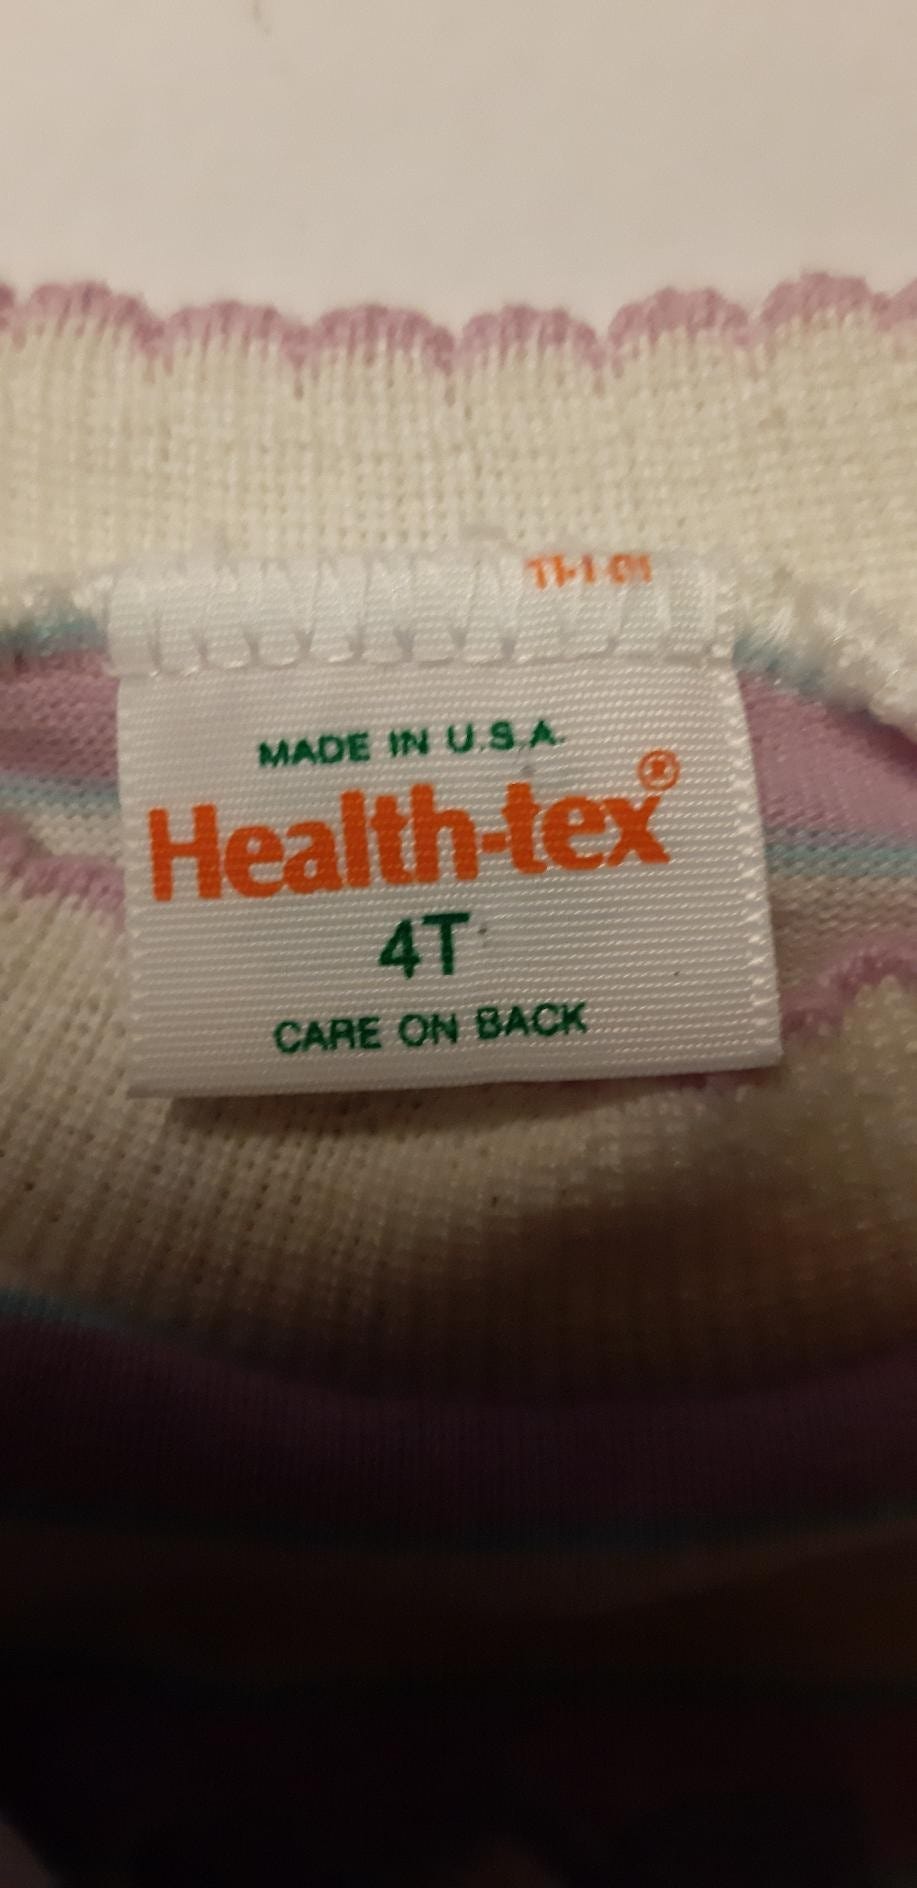 MADE IN U.S.A.
Health-tex®
4T
CARE ON BACK